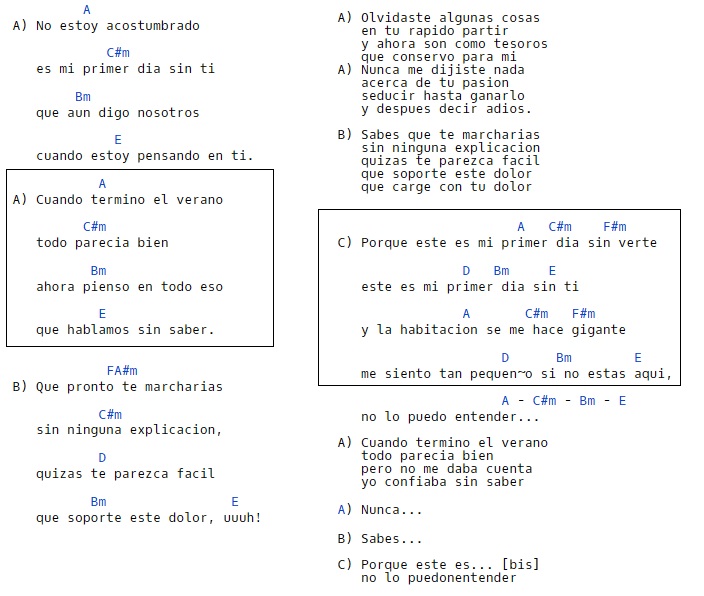 A
A) No estoy acostumbrado
C#m
es mi primer dia sin ti
Bm
que aun digo nosotros
E
cuando estoy pensando en ti.
A
A) Cuando termino el verano
C#m
todo parecia bien
Bm
ahora pienso en todo eso
E
que hablamos sin saber.
FA#m
B) Que pronto te marcharias
C#m
sin ninguna explicacion,
D
quizas te parezca facil
Bm E
que soporte este dolor, uuuh!
A) Olvidaste algunas cosas
en tu rapido partir
y ahora son como tesoros
que conservo para mi
A) Nunca me dijiste nada
acerca de tu pasion
seducir hasta ganarlo
y despues decir adios.
B) Sabes que te marcharias
sin ninguna explicacion
quizas te parezca facil
que soporte este dolor
que carge con tu dolor
A C#m F#m
C) Porque este es mi primer dia sin verte
D Bm E
este es mi primer dia sin ti
A C#m F#m
y la habitacion se me hace gigante
D Bm E
me siento tan pequen~o si no estas aqui,
A - C#m - Bm - E
no lo puedo entender...
A) Cuando termino el verano
todo parecia bien
pero no me daba cuenta
yo confiaba sin saber
A) Nunca...
B) Sabes...
C) Porque este es... [bis]
no lo puedonentender